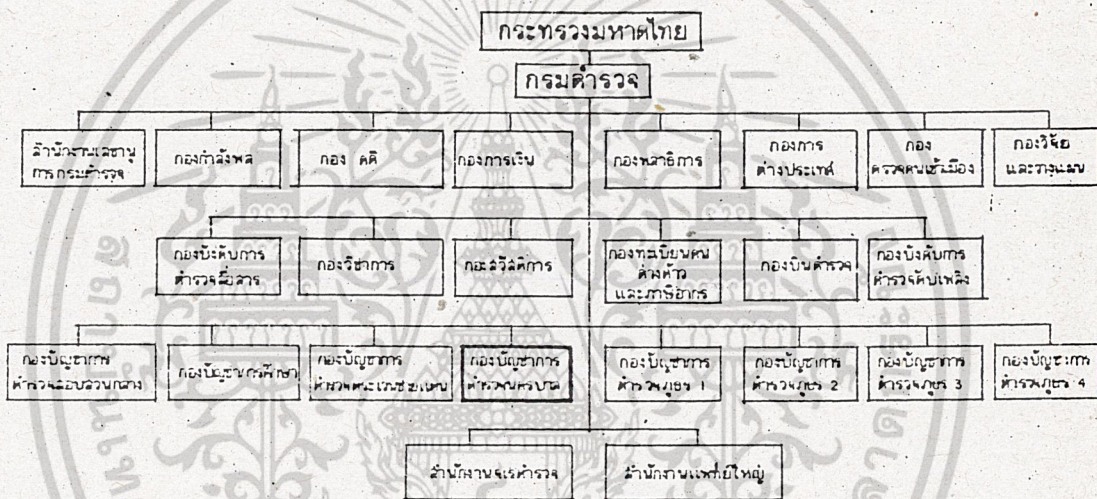 กระทรวงมหาดไทย
กรมตำรวจ
สำนักงานเลขานุ
การกรมตำรวจ
กองกำลังพล
กอง คดี
กองการเงิน
กองพลาธิการ
กองการ
ต่างประเทศ
กอง
ตรวจคนเข้าเมือง
กองวิจัย
และวางแผน
กองบังคับการ
ตำรวจสื่อสาร
กองวิชาการ
กองสวัสดิการ
กองทะเบียนคน
ต่างด้าว
และภาษีอากร
กองบินตำรวจ
กองบังคับการ
ตำรวจดับเพลิง
กองบัญชาการ
ตำรวจสอบสวนกลาง
กองบัญชาการศึกษา
กองบัญชาการ
ตำรวจตระเวนชายแดน
กองบัญชาการ
ตำรวจนครบาล
กองบัญชาการ
ตำรวจภูธร 1
กองบัญชาการ
ตำรวจภูธร 2
กองบัญชาการ
ตำรวจภูธร 3
กองบัญชาการ
ตำรวจภูธร 4
สำนักงานจเรตำรวจ
สำนักงานแพทย์ใหญ่